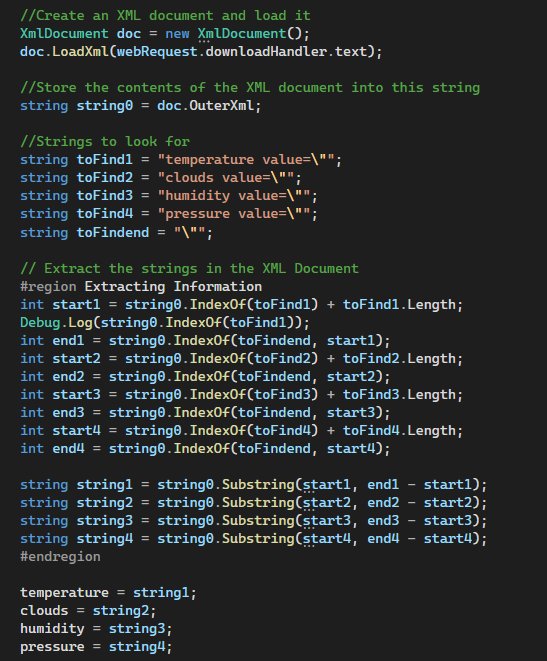 //Create an XML document and load it
XmlDocument doc = new XmlDocument();
doc.LoadXml(webRequest.downloadHandler.text);
//Store the contents of the XML document into this string
string string0 = doc.OuterXml;
//Strings to look for
string toFind1 = "temperature value=\"";
string toFind2 = "clouds value=\"";
string toFind3 = "humidity value=\"";
string toFind4 = "pressure value=\"";
string toFindend = "\"";
// Extract the strings in the XML Document
#region Extracting Information
int start1 = string0.IndexOf(toFind1) + toFind1.Length;
Debug.Log(string0.IndexOf(toFind1));
int end1 = string0.IndexOf(toFindend, start1);
int start2 = string0.IndexOf(toFind2) + toFind2.Length;
int end2 = string0.IndexOf(toFindend, start2);
int start3 = string0.IndexOf(toFind3) + toFind3.Length;
int end3 = string0.IndexOf(toFindend, start3);
int start4 = string0.IndexOf(toFind4) + toFind4.Length;
int end4 = string0.IndexOf(toFindend, start4);
string string1 = string0.Substring(start1, end1 - start1);
string string2 = string0.Substring(start2, end2 - start2);
string string3 = string0.Substring(start3, end3 - start3);
string string4 = string0.Substring(start4, end4 - start4);
#endregion
temperature = string1;
clouds = string2;
humidity = string3;
pressure = string4;